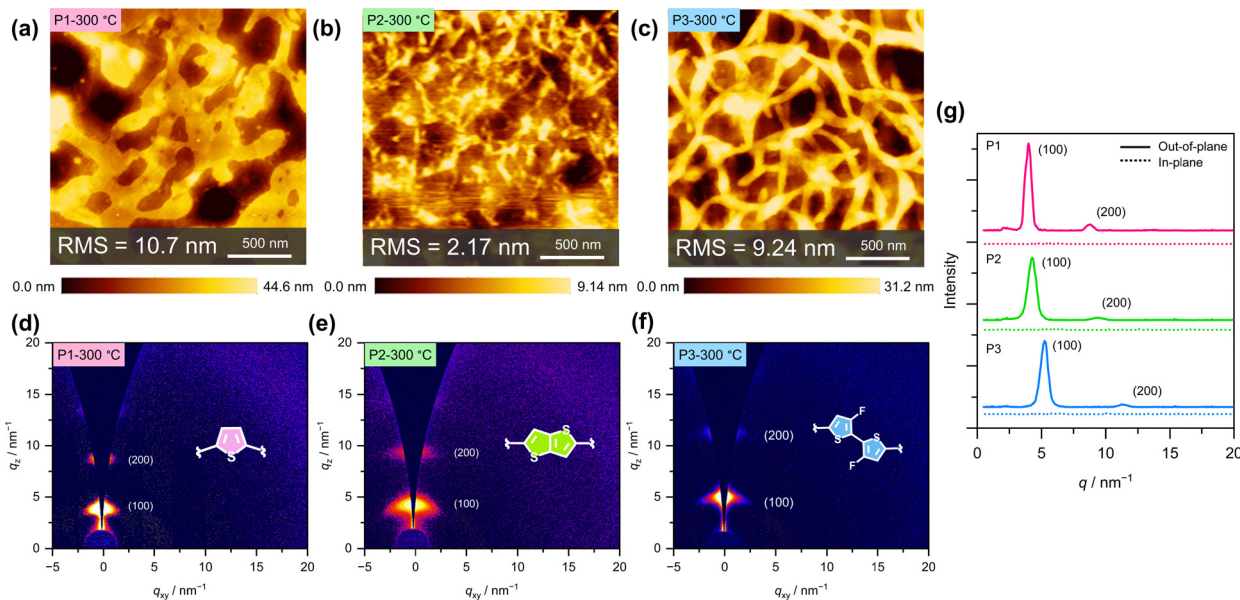 (a)
P1-300 °C
RMS = 10.7 nm
500 nm
0.0 nm
44.6 nm
(b)
P2-300 °C
RMS = 2.17 nm
500 nm
0.0 nm
9.14 nm
(c)
P3-300 °C
RMS = 9.24 nm
500 nm
0.0 nm
31.2 nm
(d)
P1-300 °C
20
15
10
5
0
qz / nm⁻¹
(200)
(100)
S
−5
0
5
10
15
20
qxy / nm⁻¹
(e)
P2-300 °C
20
15
10
5
0
qz / nm⁻¹
S
S
(200)
(100)
−5
0
5
10
15
20
qxy / nm⁻¹
(f)
P3-300 °C
20
15
10
5
0
qz / nm⁻¹
F
S
S
F
(200)
(100)
−5
0
5
10
15
20
qxy / nm⁻¹
(g)
P1
(100)
Out-of-plane
In-plane
(200)
P2
(100)
(200)
P3
(100)
(200)
Intensity
0
5
10
15
20
q / nm⁻¹